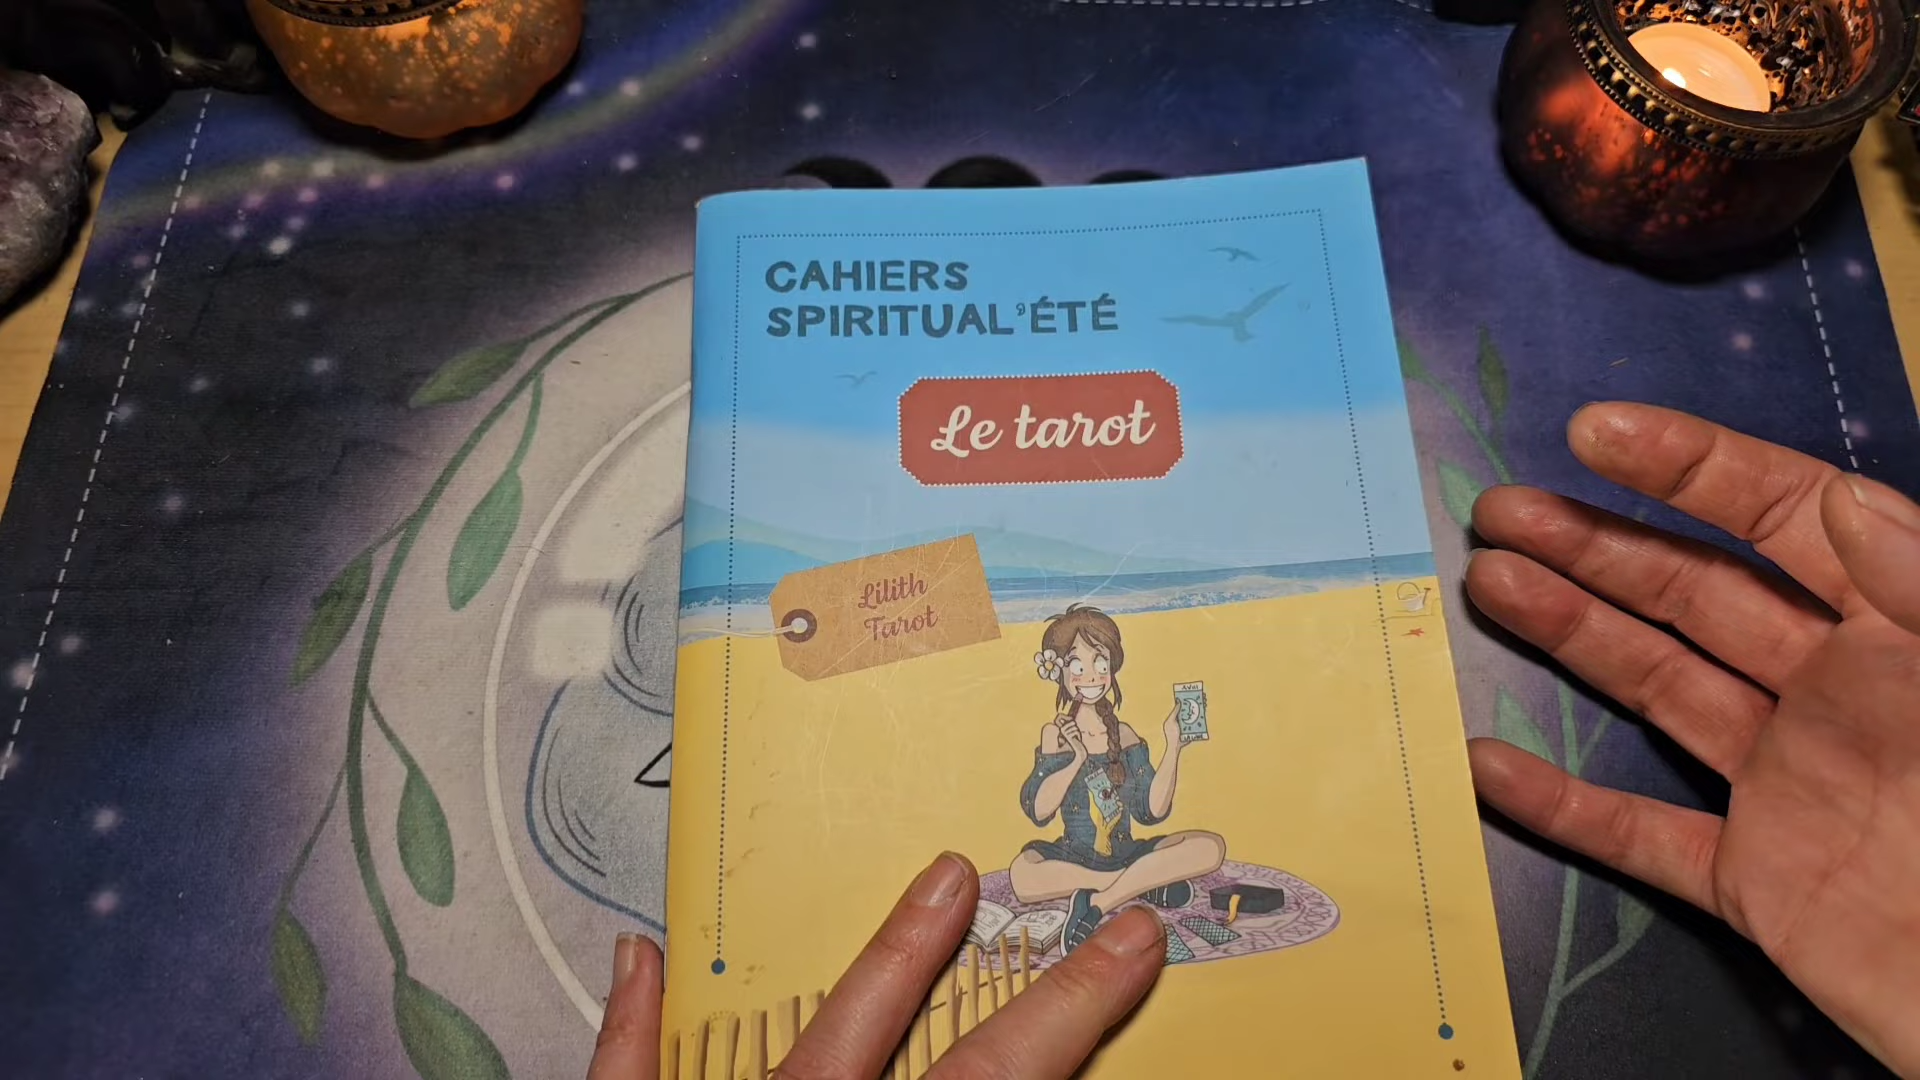 CAHIERS
SPIRITUAL'ÉTÉ
Le tarot
Lilith
Tarot